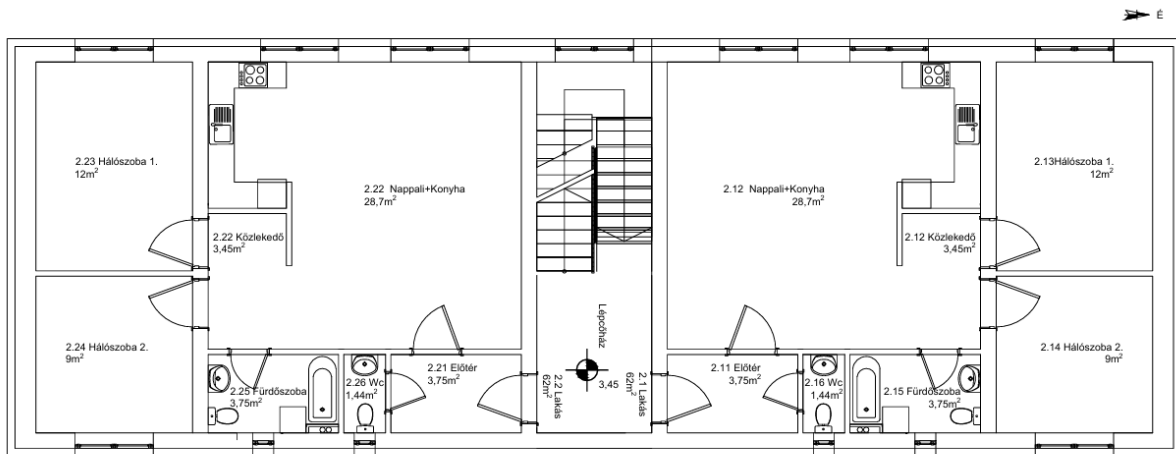 É
2.23 Hálószoba 1.
12m²
2.22 Nappali+Konyha
28,7m²
2.12 Nappali+Konyha
28,7m²
2.13Hálószoba 1.
12m²
2.22 Közlekedő
3,45m²
2.12 Közlekedő
3,45m²
2.24 Hálószoba 2.
9m²
2.14 Hálószoba 2.
9m²
Lépcőház
3,45
2.25 Fürdőszoba
3,75m²
2.26 Wc
1,44m²
2.21 Előtér
3,75m²
2.2 Lakás
62m²
2.1 Lakás
62m²
2.11 Előtér
3,75m²
2.16 Wc
1,44m²
2.15 Fürdőszoba
3,75m²